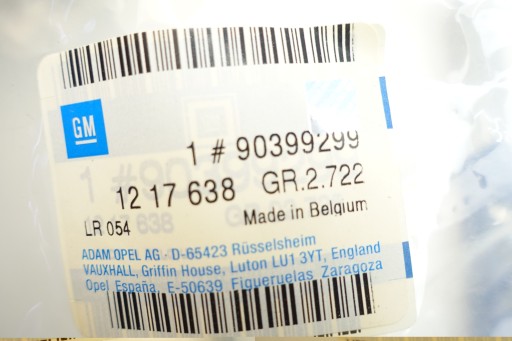 GM
1 # 90399299
12 17 638 GR.2.722
LR 054 Made in Belgium
ADAM OPEL AG · D-65423 Rüsselsheim
VAUXHALL, Griffin House, Luton LU1 3YT, England
Opel España, E-50639 Figueruelas, Zaragoza